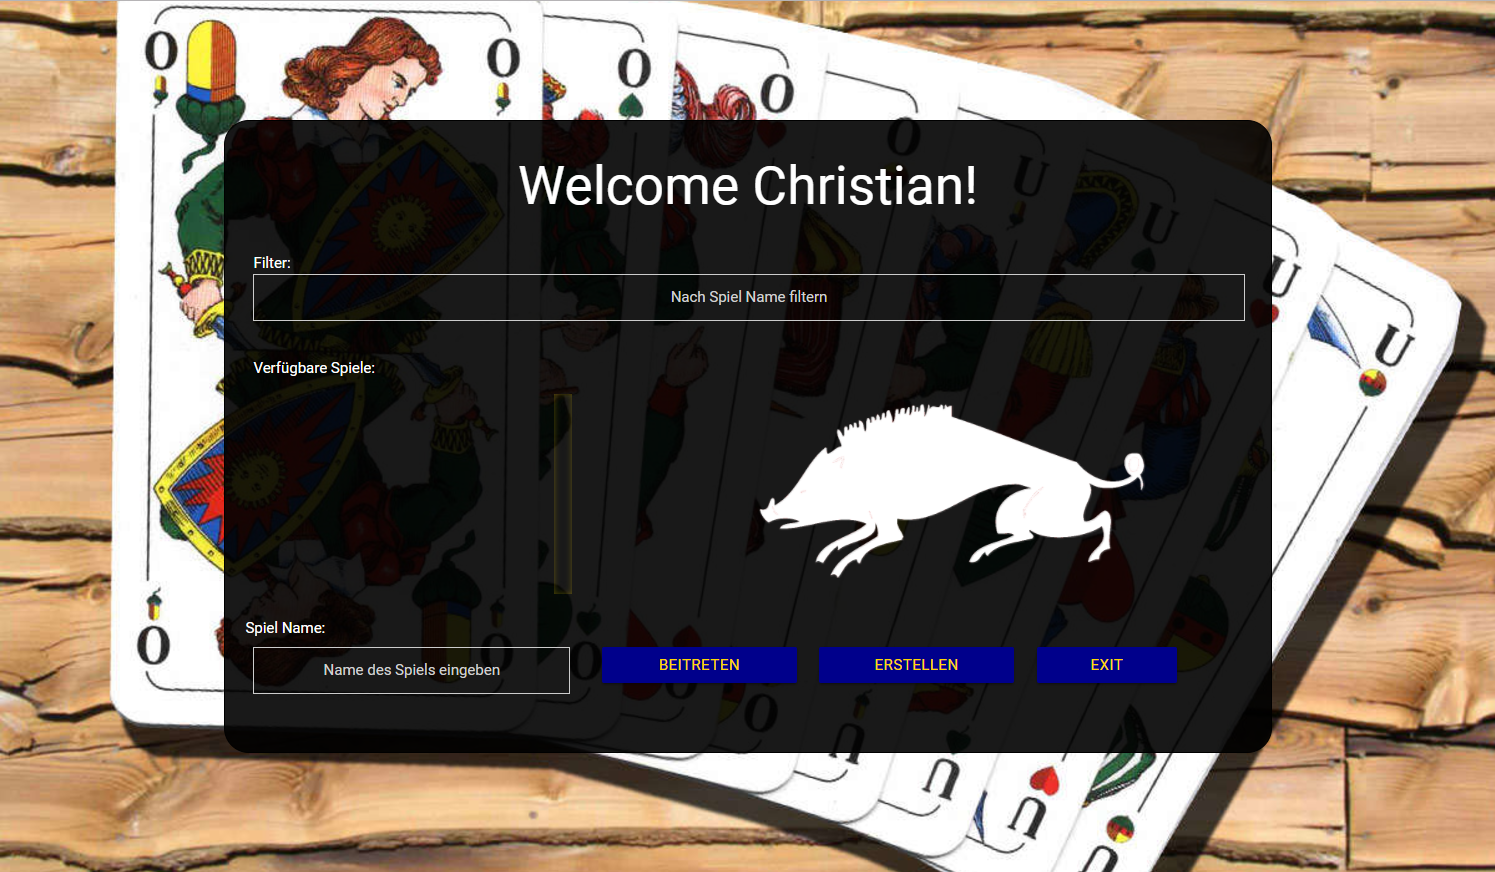 O O O O O U U U U
Welcome Christian!
Filter:
Nach Spiel Name filtern
Verfügbare Spiele:
Spiel Name:
Name des Spiels eingeben
BEITRETEN ERSTELLEN EXIT
O O O O O U U U U